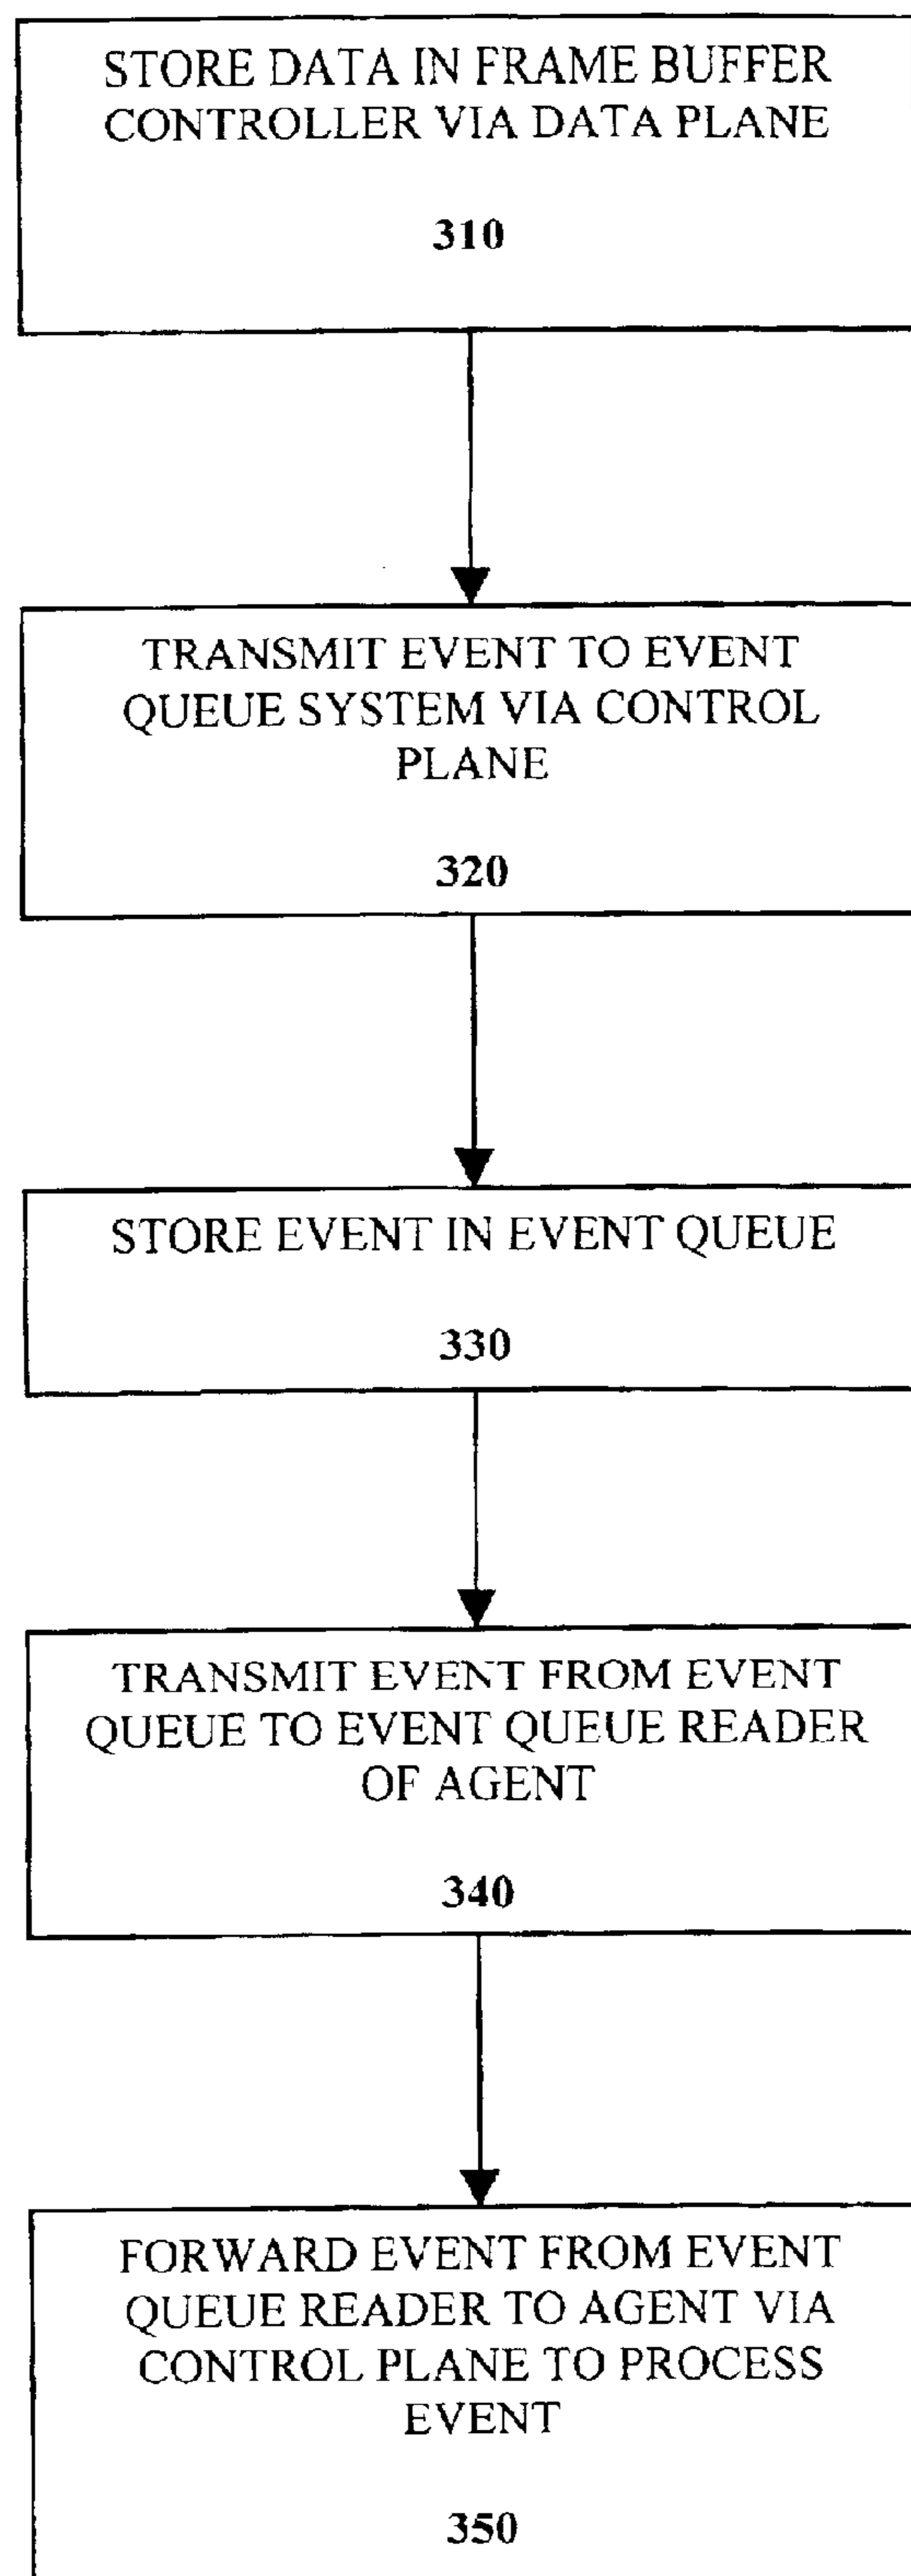 STORE DATA IN FRAME BUFFER
CONTROLLER VIA DATA PLANE
310
TRANSMIT EVENT TO EVENT
QUEUE SYSTEM VIA CONTROL
PLANE
320
STORE EVENT IN EVENT QUEUE
330
TRANSMIT EVENT FROM EVENT
QUEUE TO EVENT QUEUE READER
OF AGENT
340
FORWARD EVENT FROM EVENT
QUEUE READER TO AGENT VIA
CONTROL PLANE TO PROCESS
EVENT
350